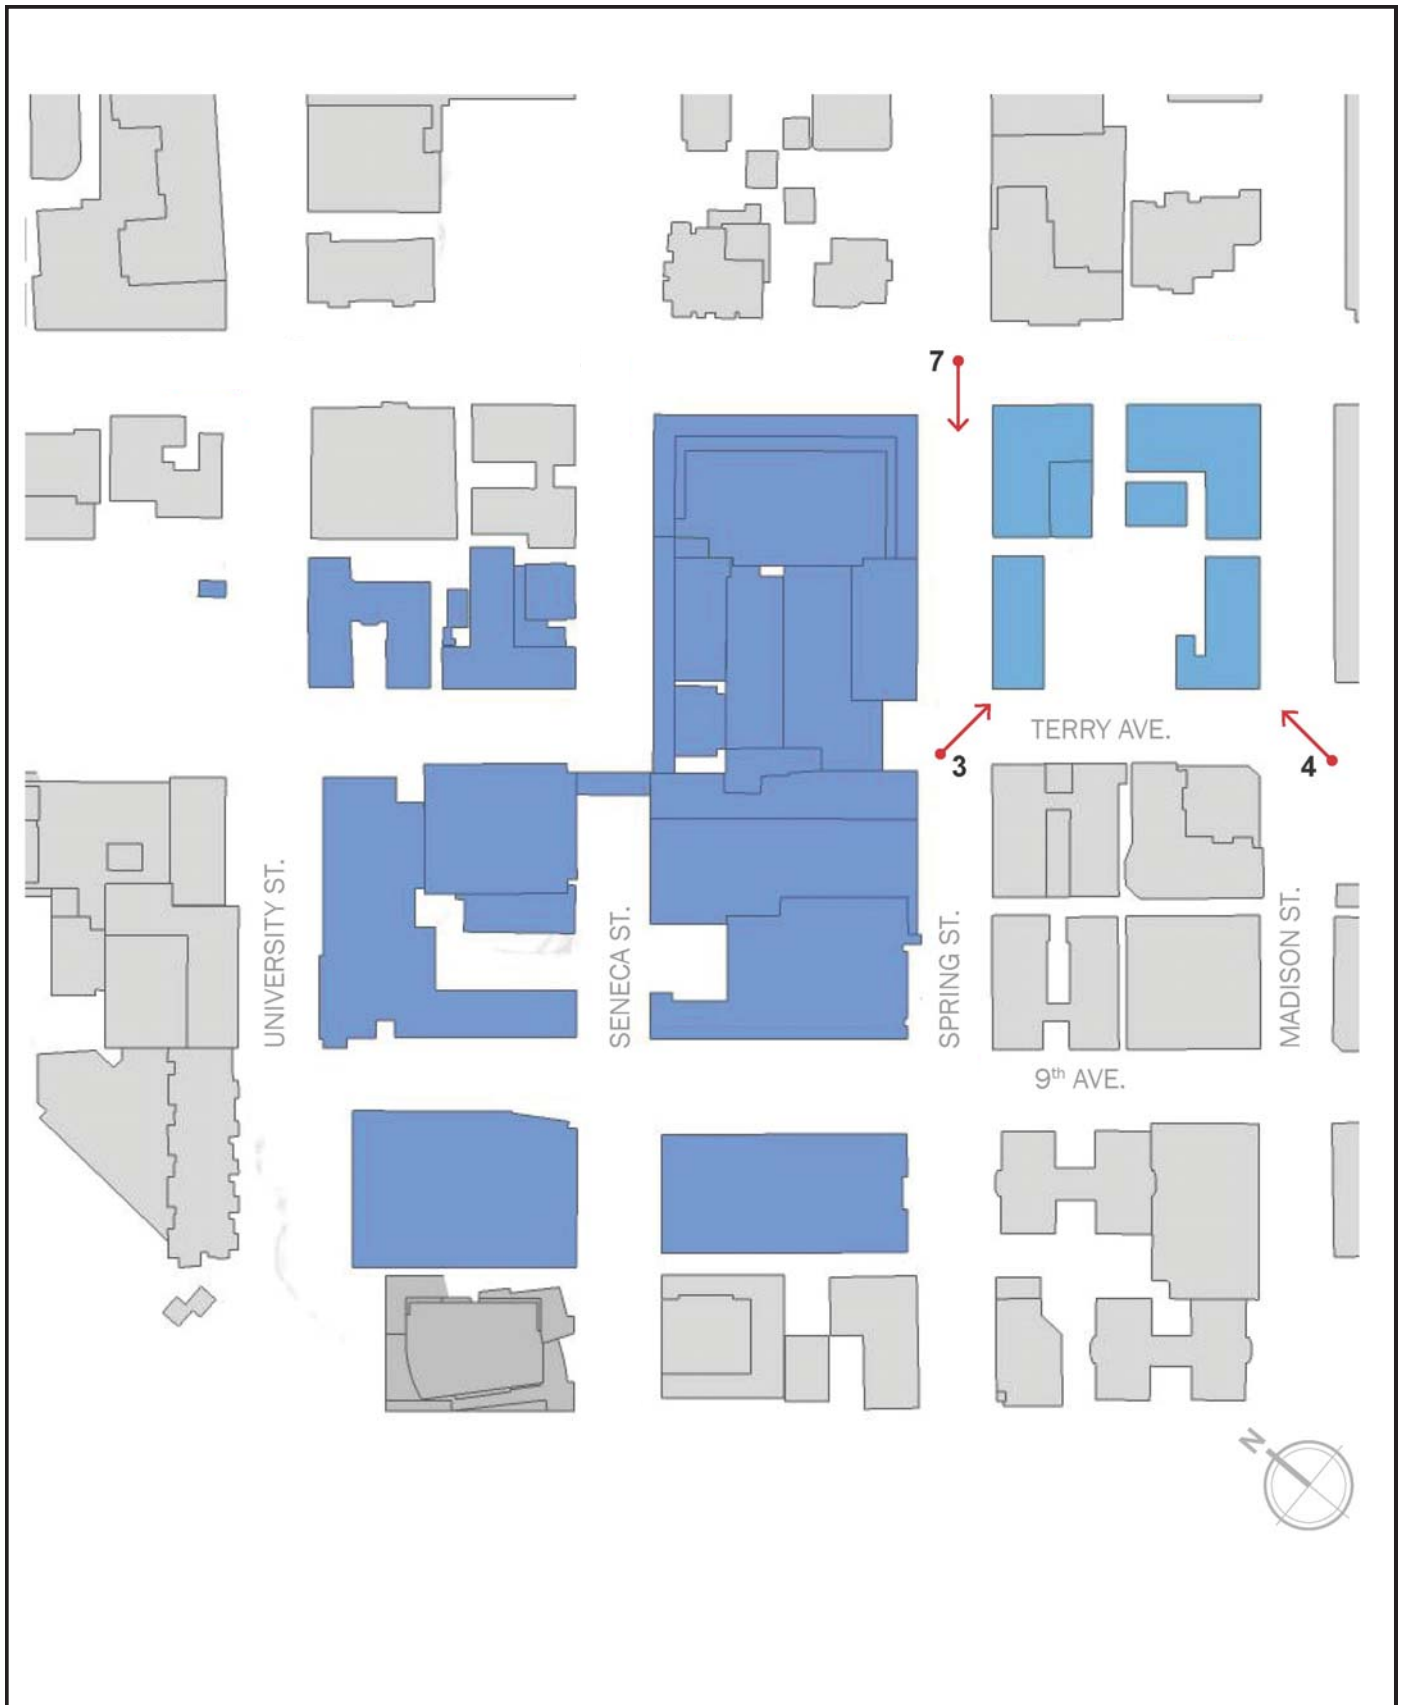 7
TERRY AVE.
3
4
UNIVERSITY ST.
SENECA ST.
SPRING ST.
MADISON ST.
9th AVE.
N